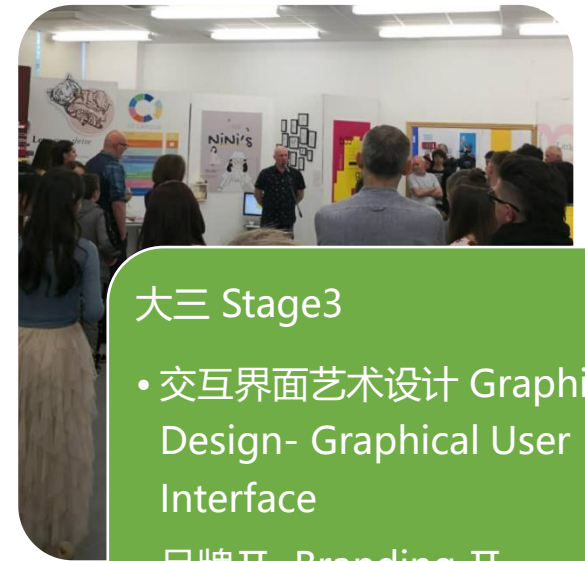 NiNi's
大三 Stage3
• 交互界面艺术设计 Graphi
Design- Graphical User
Interface